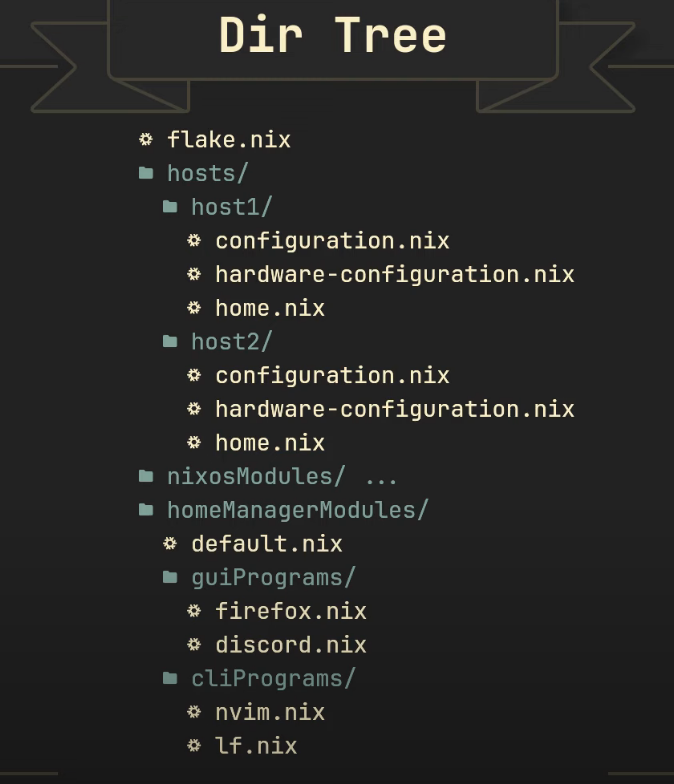 Dir Tree
flake.nix
hosts/
host1/
configuration.nix
hardware-configuration.nix
home.nix
host2/
configuration.nix
hardware-configuration.nix
home.nix
nixosModules/ ...
homeManagerModules/
default.nix
guiPrograms/
firefox.nix
discord.nix
cliPrograms/
nvim.nix
lf.nix